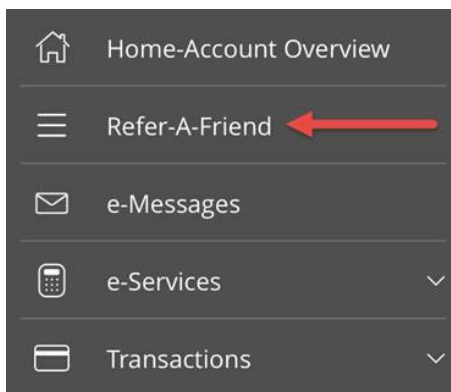 Home-Account Overview
Refer-A-Friend
e-Messages
e-Services
Transactions